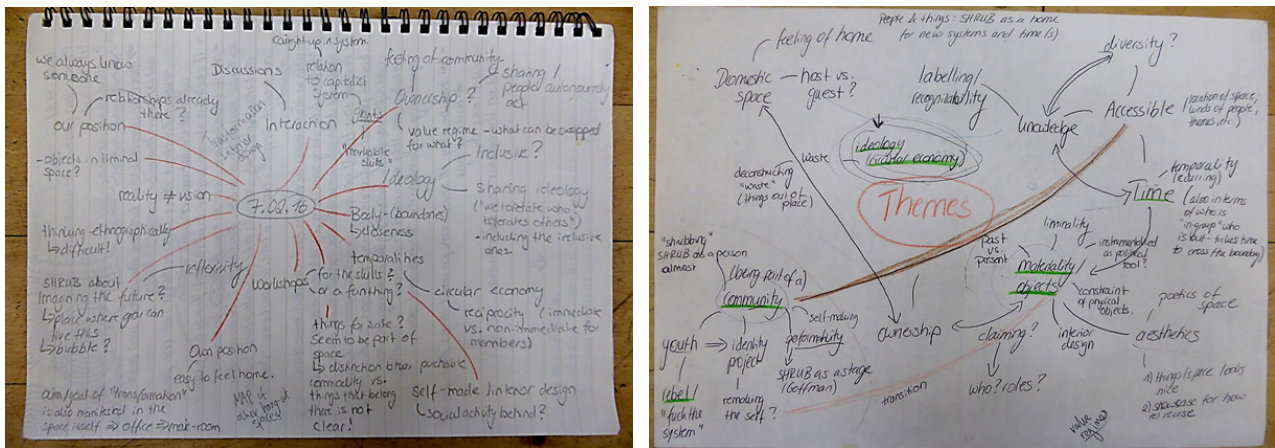 caught up in system
we always know
someone
Discussions
relation
to capitalist
system
feeling of community
relationships already
there?
Ownership?
sharing/
people autonomously
act
our position
Interaction
value regime - what can be swapped
for what?
- objects in liminal
space?
"marketable
skills"
Inclusive?
Ideology
reality ≠ vision
7.02.16
sharing ideology
("we tolerate who
tolerates others")
- including the inclusive
ones.
Body - (boundaries)
↳ closeness
thinking ethnographically
↳ difficult!
reflexivity
temporalities
SHRUB about
Imagining the future?
↳ place where you can
live this
↳ bubble?
workshops
for the skills?
or a fun thing?
circular economy
reciprocity (immediate
vs. non-immediate for
members)
things for sale?
seem to be part of
space
↳ distinction btw.
commodity vs.
things that belong
there is not
clear!
Own position
easy to feel home.
self-made / interior design
social activity behind?
aim/goal of "transformation"
is also manifested in the
space itself ⇒ office ⇒ main-room.
People & things: SHRUB as a home
for new systems and time(s)
feeling of home
diversity?
Domestic
space
host vs.
guest?
labelling/
recognizability
Accessible
(location of space,
kinds of people,
themes, etc)
knowledge
ideology
circular economy
waste
deconstructing
"waste"
(things out of
place)
temporality
(recurring)
Time
(also in terms
of who is
"in-group" who
is out - takes time
to cross the boundary)
Themes
liminality
past
vs.
present
instrumentalised
as political
tool?
"shrubbing"
SHRUB as a person
almost
materiality/
objects
(being part of a)
community
constraint
of physical
objects.
poetics of
space
self-making
ownership
claiming?
interior
design
aesthetics
youth ⇒ identity
project
performativity
SHRUB as a stage
(Goffman)
who? roles?
1) things/space looks
nice
2) showcase for how
to reuse
rebel/
"fuck the
system"
remaking
the self?
transition
value
regimes